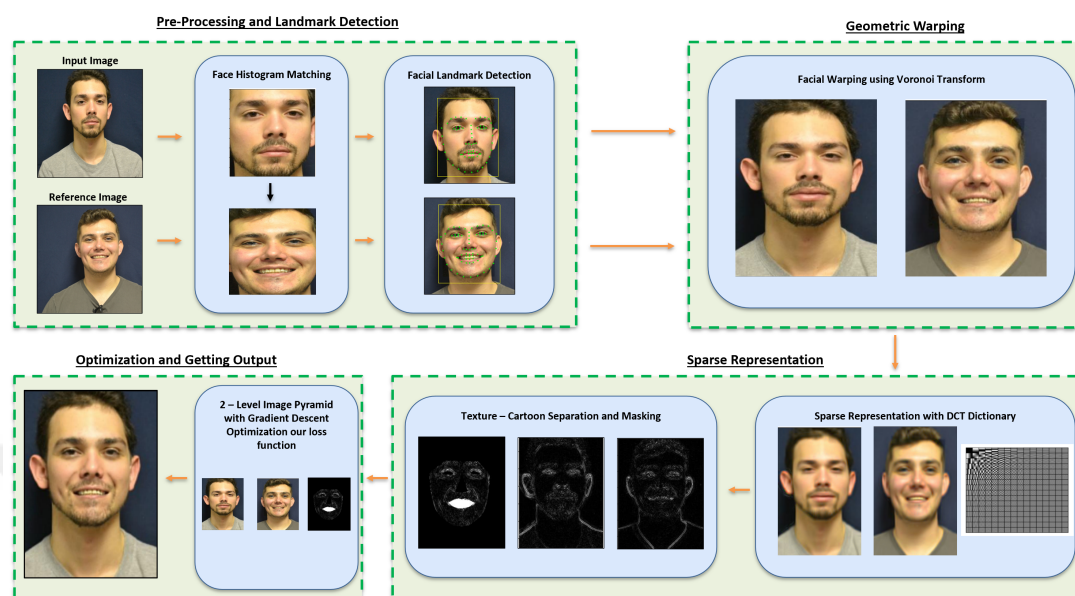 Pre-Processing and Landmark Detection
Geometric Warping
Input Image
Face Histogram Matching
Facial Landmark Detection
Facial Warping using Voronoi Transform
Reference Image
Optimization and Getting Output
Sparse Representation
2 – Level Image Pyramid
with Gradient Descent
Optimization our loss
function
Texture – Cartoon Separation and Masking
Sparse Representation with DCT Dictionary